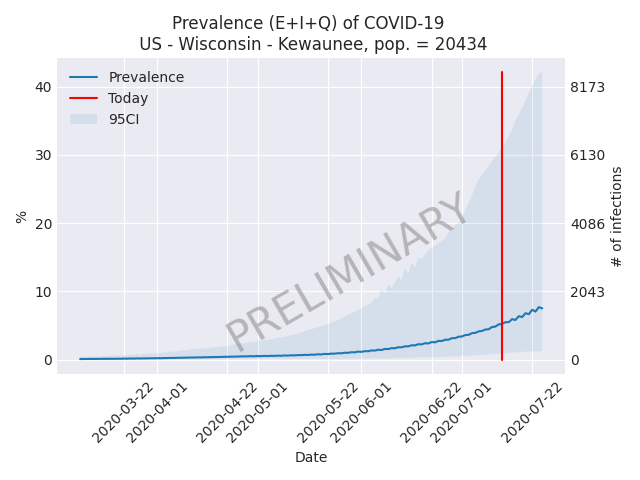 Prevalence (E+I+Q) of COVID-19
US - Wisconsin - Kewaunee, pop. = 20434
Prevalence
Today
95CI
40
30
20
10
0
%
8173
6130
4086
2043
0
# of infections
PRELIMINARY
2020-03-22
2020-04-01
2020-04-22
2020-05-01
2020-05-22
2020-06-01
2020-06-22
2020-07-01
2020-07-22
Date